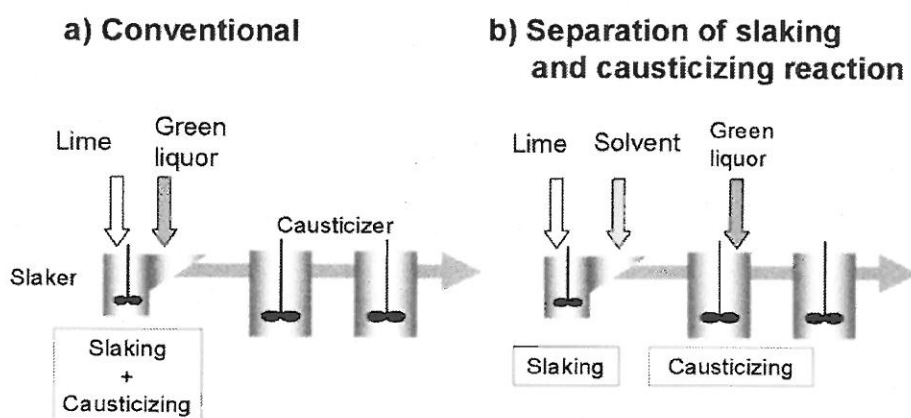 a) Conventional
b) Separation of slaking
and causticizing reaction
Lime
Green
liquor
Causticizer
Slaker
Slaking
+
Causticizing
Lime
Solvent
Green
liquor
Slaking
Causticizing